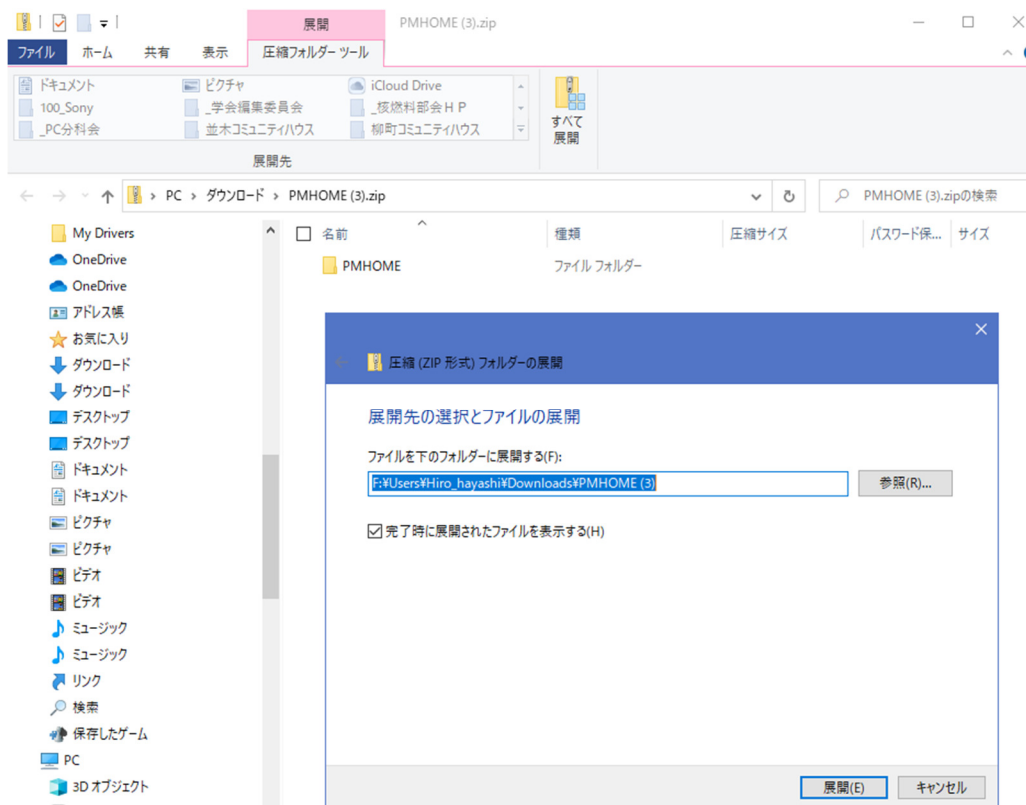 展開
PMHOME (3).zip
ファイル ホーム 共有 表示 圧縮フォルダー ツール
ドキュメント ピクチャ iCloud Drive
100_Sony _学会編集委員会 _核燃料部会HP
_PC分科会 並木コミュニティハウス 柳町コミュニティハウス
すべて
展開
展開先
PC › ダウンロード › PMHOME (3).zip
PMHOME (3).zipの検索
名前 種類 圧縮サイズ パスワード保... サイズ
PMHOME ファイル フォルダー
My Drivers
OneDrive
OneDrive
アドレス帳
お気に入り
ダウンロード
ダウンロード
デスクトップ
デスクトップ
ドキュメント
ドキュメント
ピクチャ
ピクチャ
ビデオ
ビデオ
ミュージック
ミュージック
リンク
検索
保存したゲーム
PC
3D オブジェクト
圧縮 (ZIP 形式) フォルダーの展開
展開先の選択とファイルの展開
ファイルを下のフォルダーに展開する(F):
F:¥Users¥Hiro_hayashi¥Downloads¥PMHOME (3)
参照(R)...
完了時に展開されたファイルを表示する(H)
展開(E) キャンセル